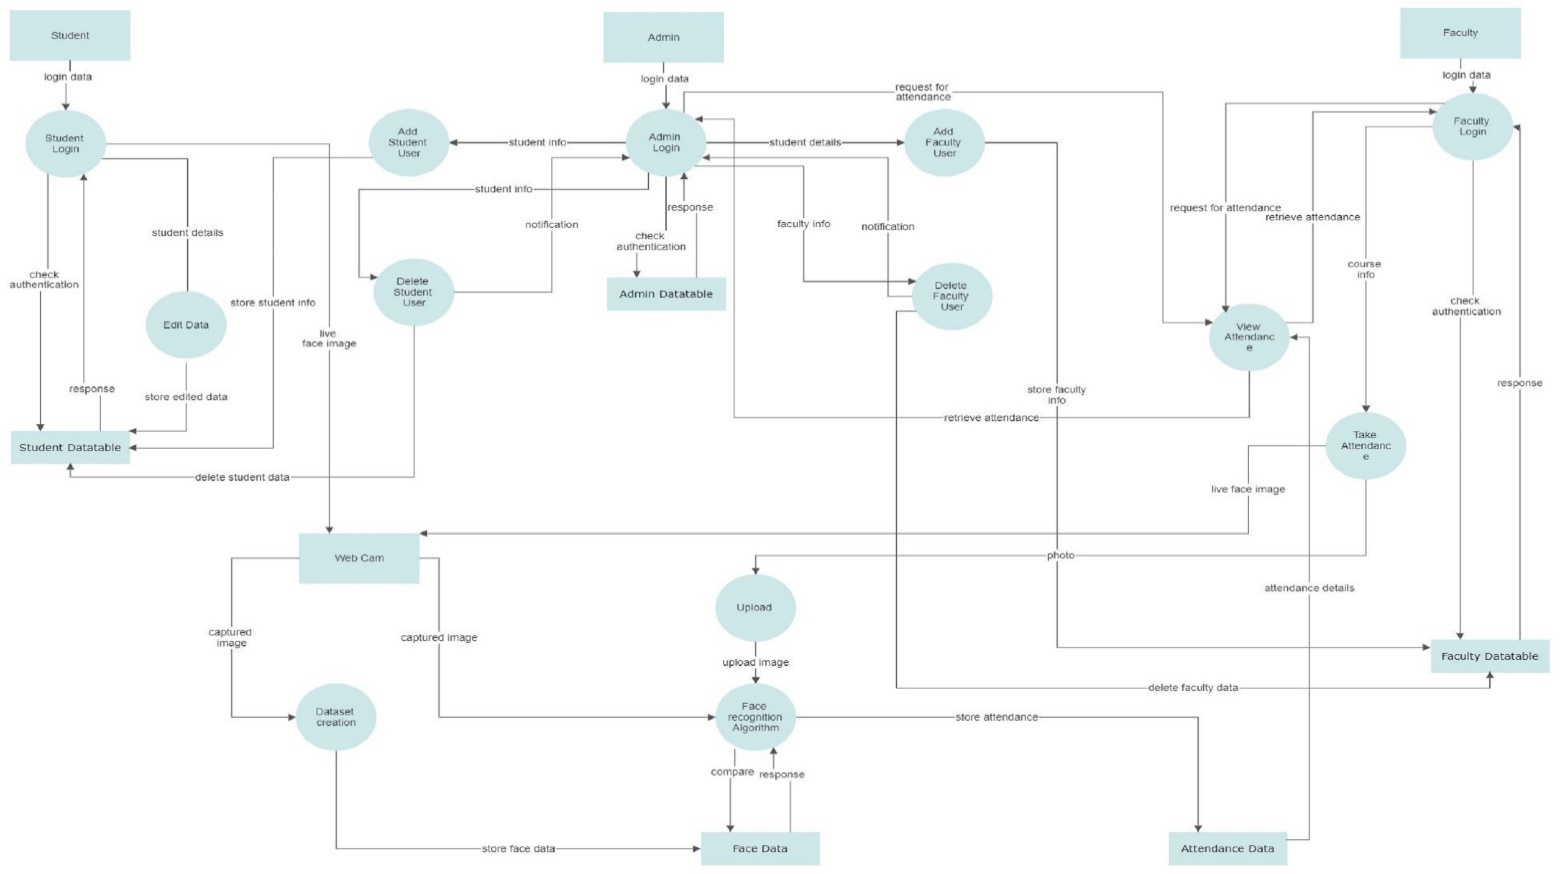 Student
Admin
Faculty
login data
login data
login data
request for
attendance
Student
Login
Add
Student
User
student info
Admin
Login
student details
Add
Faculty
User
Faculty
Login
student info
response
notification
faculty info
notification
request for attendance
retrieve attendance
student details
check
authentication
check
authentication
course
info
Delete
Student
User
Admin Datatable
Delete
Faculty
User
store student info
check
authentication
Edit Data
live
face image
View
Attendanc
e
response
store edited data
store faculty
info
response
retrieve attendance
Student Datatable
Take
Attendanc
e
delete student data
live face image
Web Cam
photo
attendance details
Upload
captured
image
captured image
upload image
Faculty Datatable
delete faculty data
Dataset
creation
Face
recognition
Algorithm
store attendance
compare
response
store face data
Face Data
Attendance Data